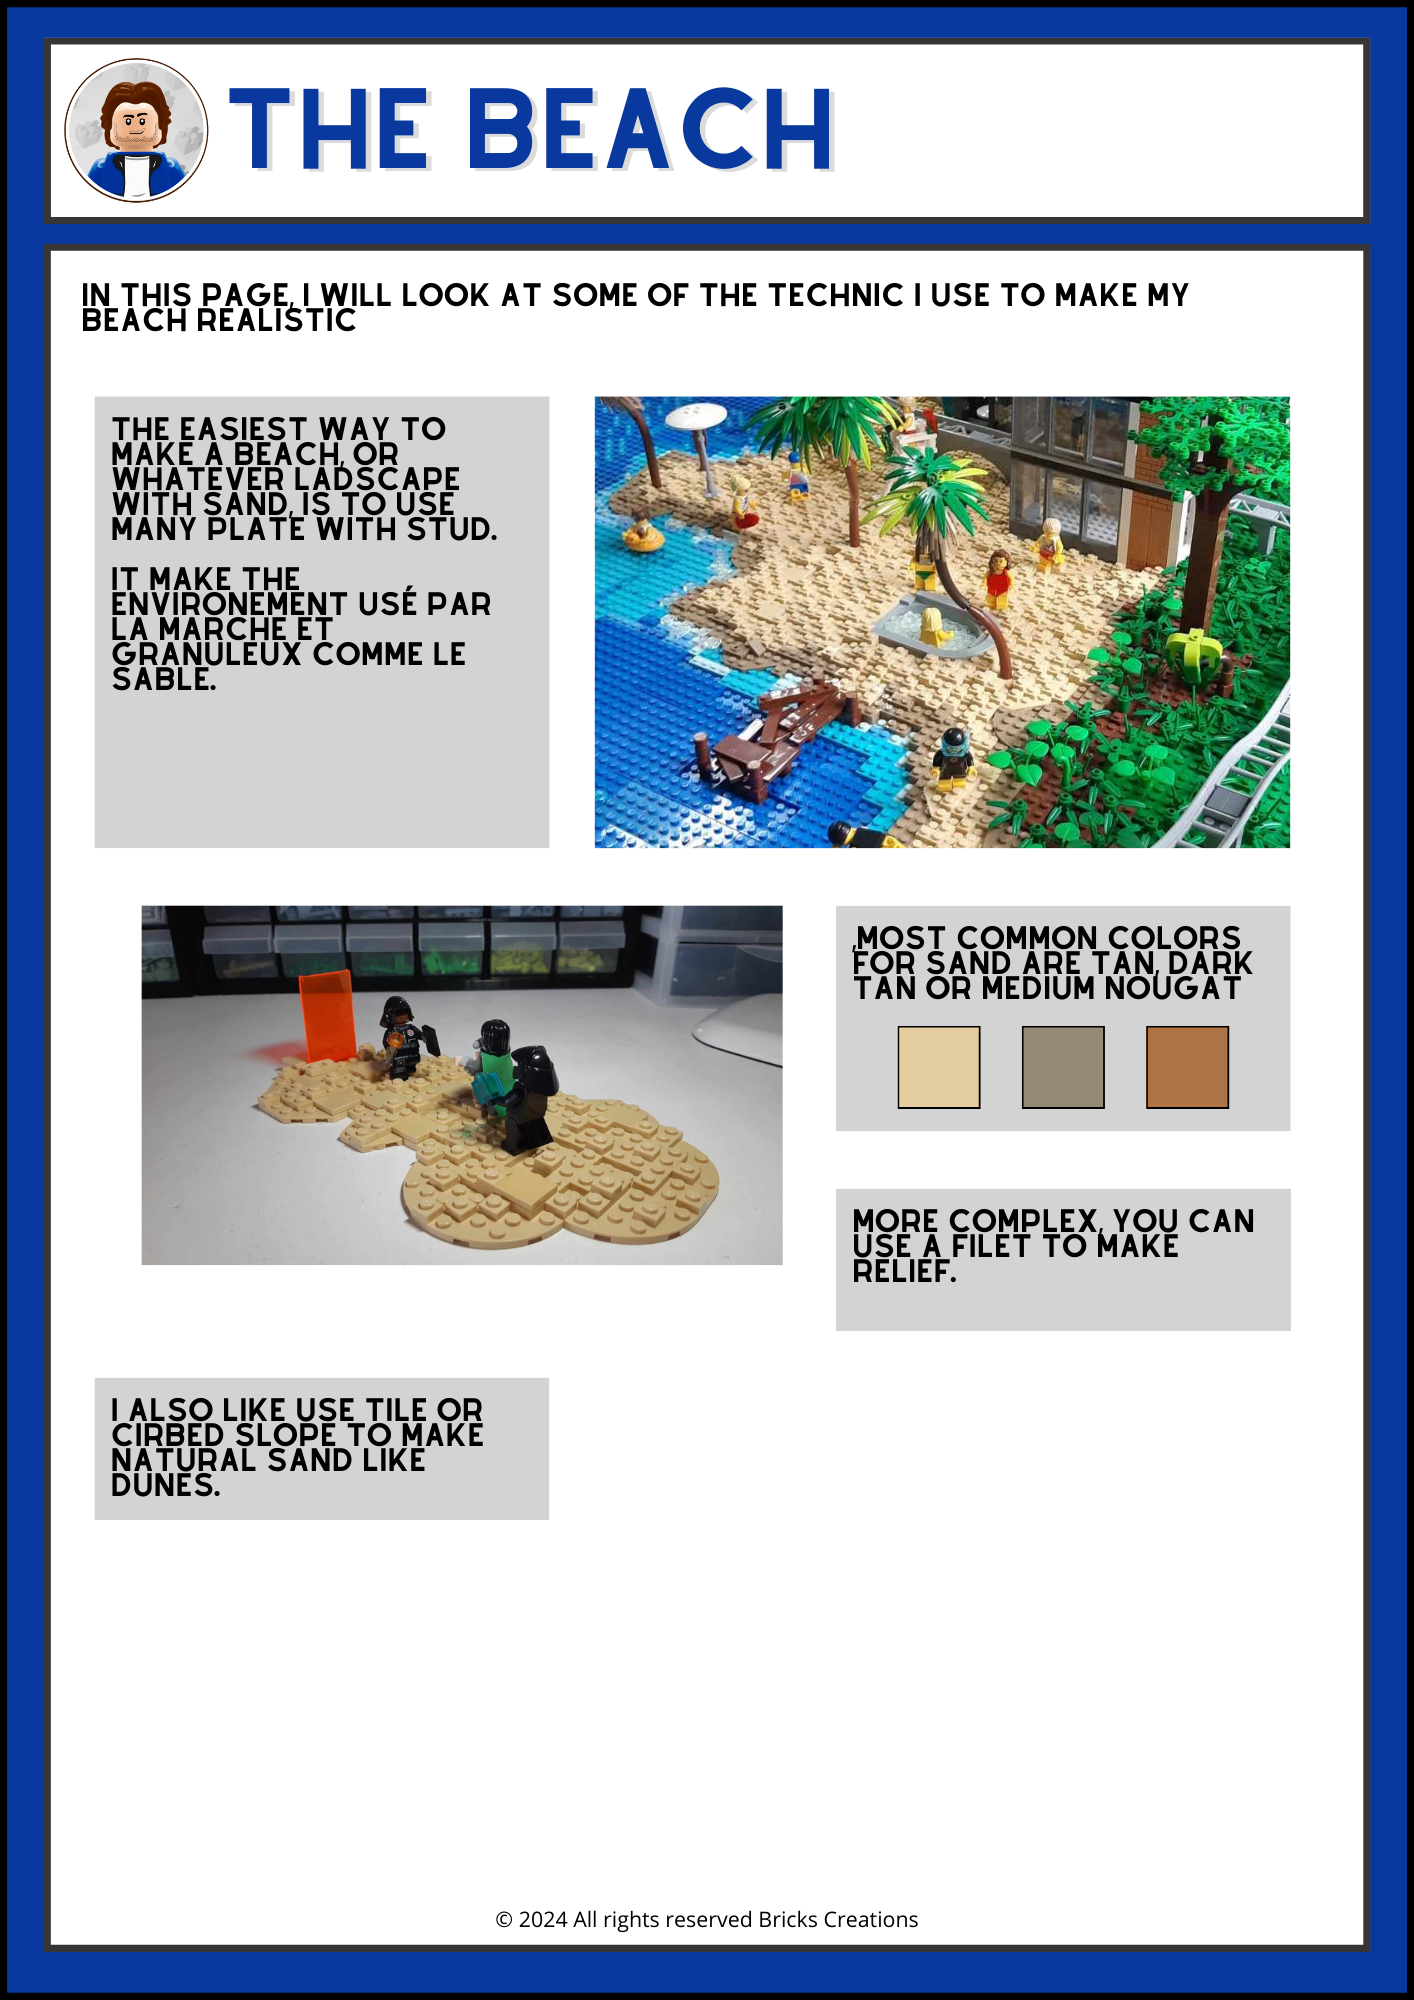 THE BEACH
IN THIS PAGE, I WILL LOOK AT SOME OF THE TECHNIC I USE TO MAKE MY
BEACH REALISTIC
THE EASIEST WAY TO
MAKE A BEACH, OR
WHATEVER LADSCAPE
WITH SAND, IS TO USE
MANY PLATE WITH STUD.
IT MAKE THE
ENVIRONEMENT USÉ PAR
LA MARCHE ET
GRANULEUX COMME LE
SABLE.
,MOST COMMON COLORS
FOR SAND ARE TAN, DARK
TAN OR MEDIUM NOUGAT
MORE COMPLEX, YOU CAN
USE A FILET TO MAKE
RELIEF.
I ALSO LIKE USE TILE OR
CIRBED SLOPE TO MAKE
NATURAL SAND LIKE
DUNES.
© 2024 All rights reserved Bricks Creations